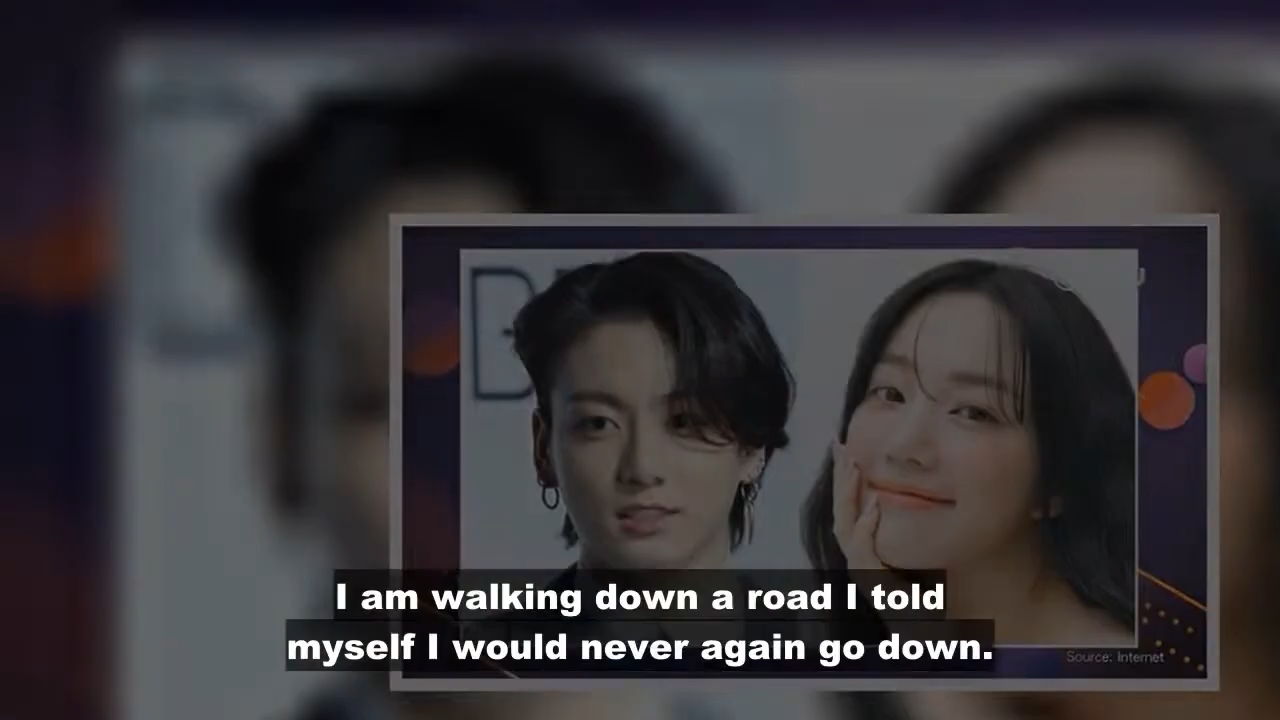 I am walking down a road I told
myself I would never again go down.
Source: Internet